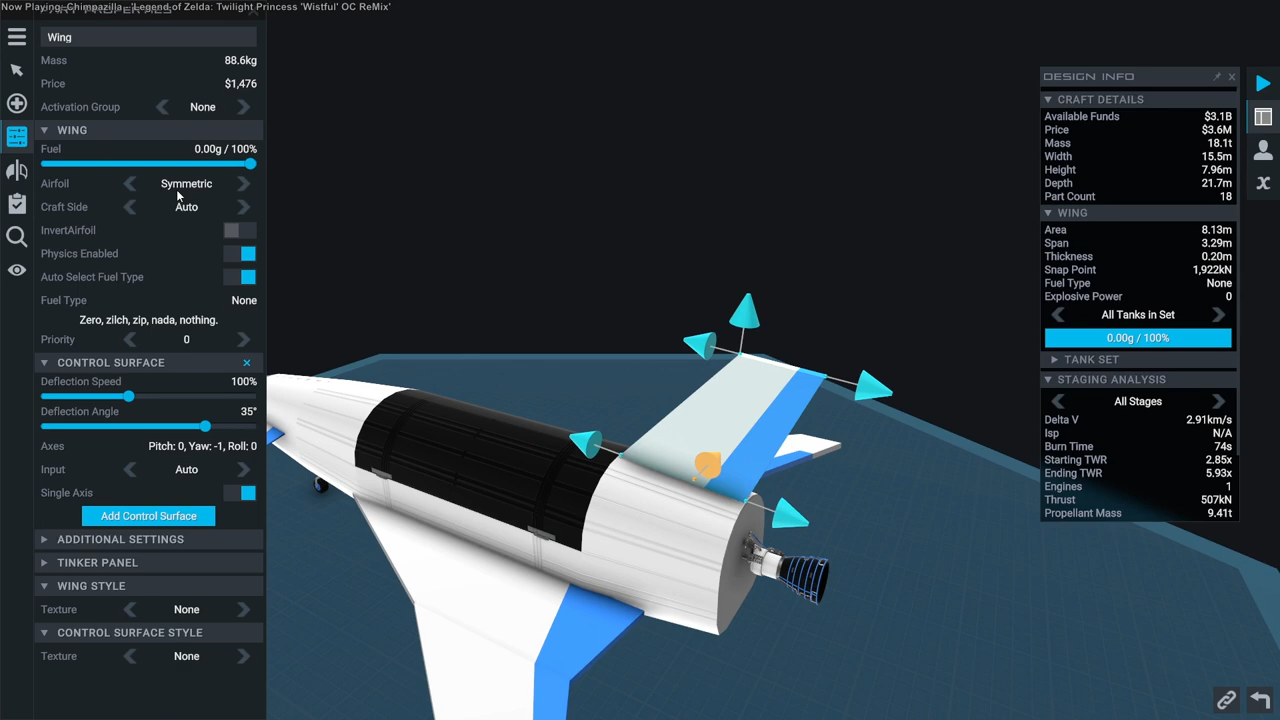 Now Playing: Chimpazilla, 'Legend of Zelda: Twilight Princess 'Wistful' OC ReMix'
PART PROPERTIES
Wing
Mass 88.6kg
Price $1,476
Activation Group None
WING
Fuel 0.00g / 100%
Airfoil Symmetric
Craft Side Auto
InvertAirfoil
Physics Enabled
Auto Select Fuel Type
Fuel Type None
Zero, zilch, zip, nada, nothing.
Priority 0
CONTROL SURFACE
Deflection Speed 100%
Deflection Angle 35°
Axes Pitch: 0, Yaw: -1, Roll: 0
Input Auto
Single Axis
Add Control Surface
ADDITIONAL SETTINGS
TINKER PANEL
WING STYLE
Texture None
CONTROL SURFACE STYLE
Texture None
DESIGN INFO
CRAFT DETAILS
Available Funds $3.1B
Price $3.6M
Mass 18.1t
Width 15.5m
Height 7.96m
Depth 21.7m
Part Count 18
WING
Area 8.13m
Span 3.29m
Thickness 0.20m
Snap Point 1,922kN
Fuel Type None
Explosive Power 0
All Tanks in Set
0.00g / 100%
TANK SET
STAGING ANALYSIS
All Stages
Delta V 2.91km/s
Isp N/A
Burn Time 74s
Starting TWR 2.85x
Ending TWR 5.93x
Engines 1
Thrust 507kN
Propellant Mass 9.41t